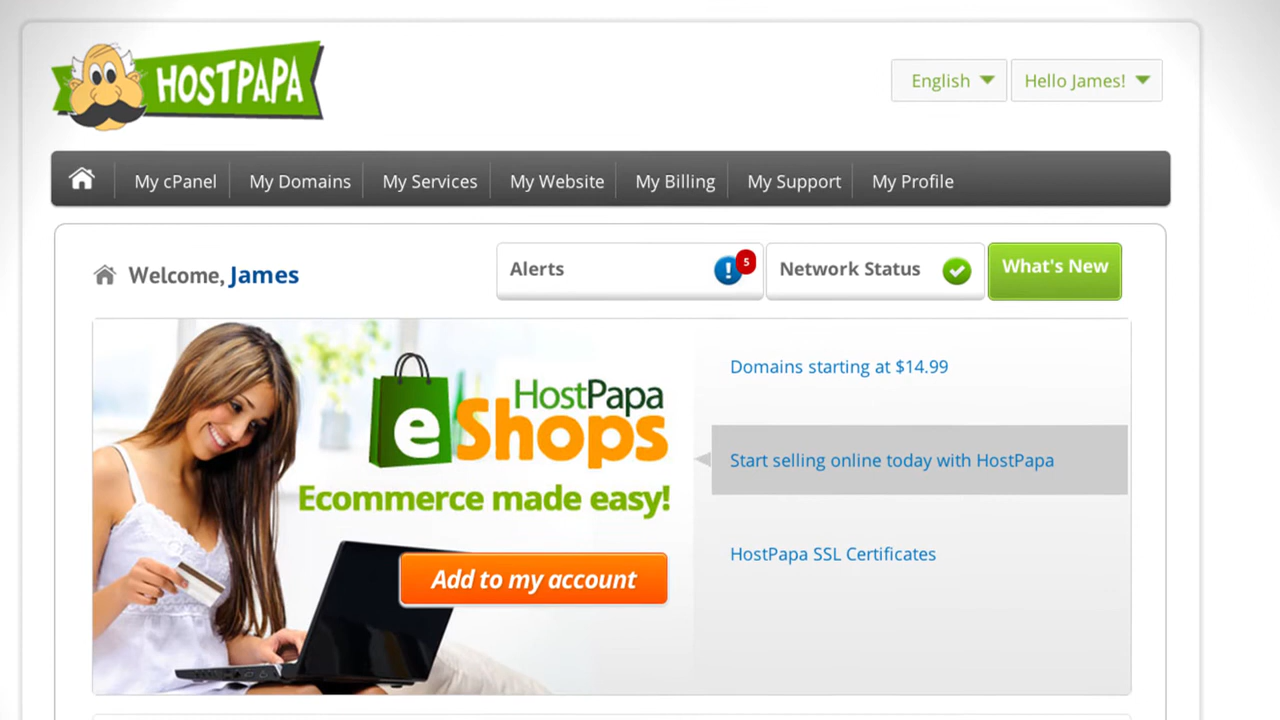 HOSTPAPA
English
Hello James!
My cPanel
My Domains
My Services
My Website
My Billing
My Support
My Profile
Welcome, James
Alerts
! 5
Network Status
What's New
HostPapa
eShops
Ecommerce made easy!
Add to my account
Domains starting at $14.99
Start selling online today with HostPapa
HostPapa SSL Certificates